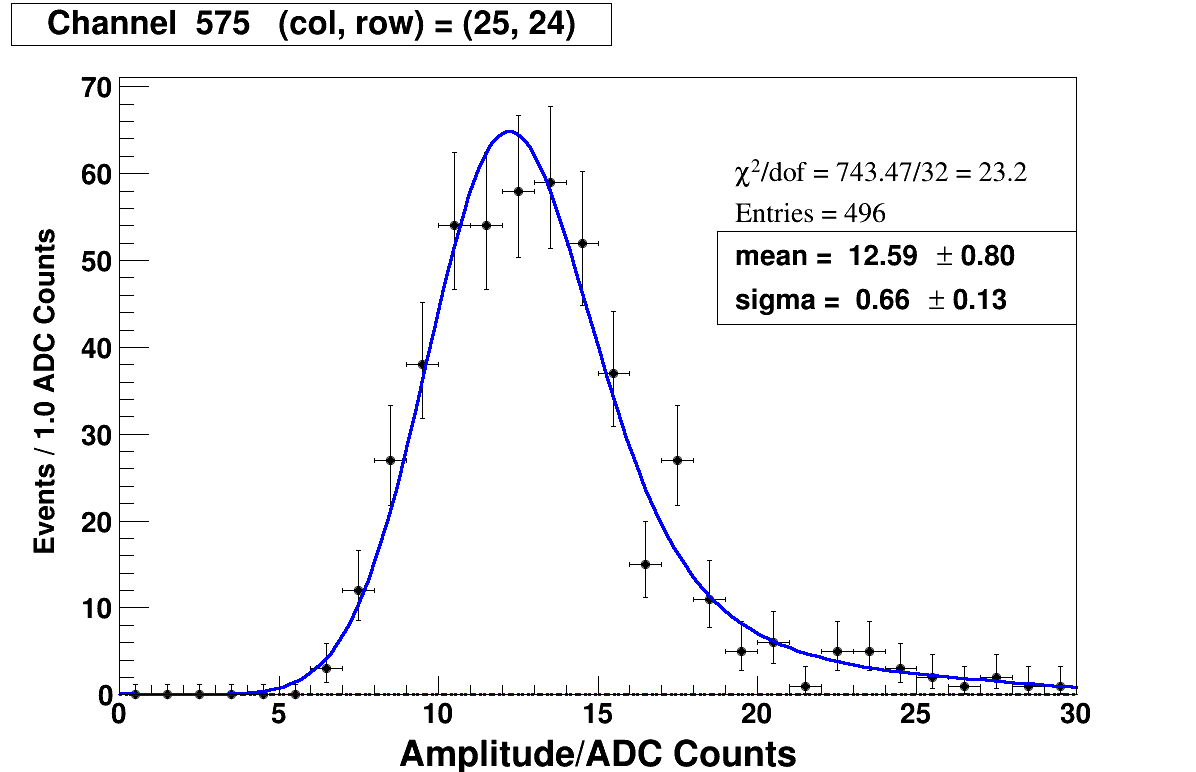 Channel 575 (col, row) = (25, 24)
70
60
50
40
30
20
10
0
Events / 1.0 ADC Counts
χ²/dof = 743.47/32 = 23.2
Entries = 496
mean = 12.59 ± 0.80
sigma = 0.66 ± 0.13
0 5 10 15 20 25 30
Amplitude/ADC Counts